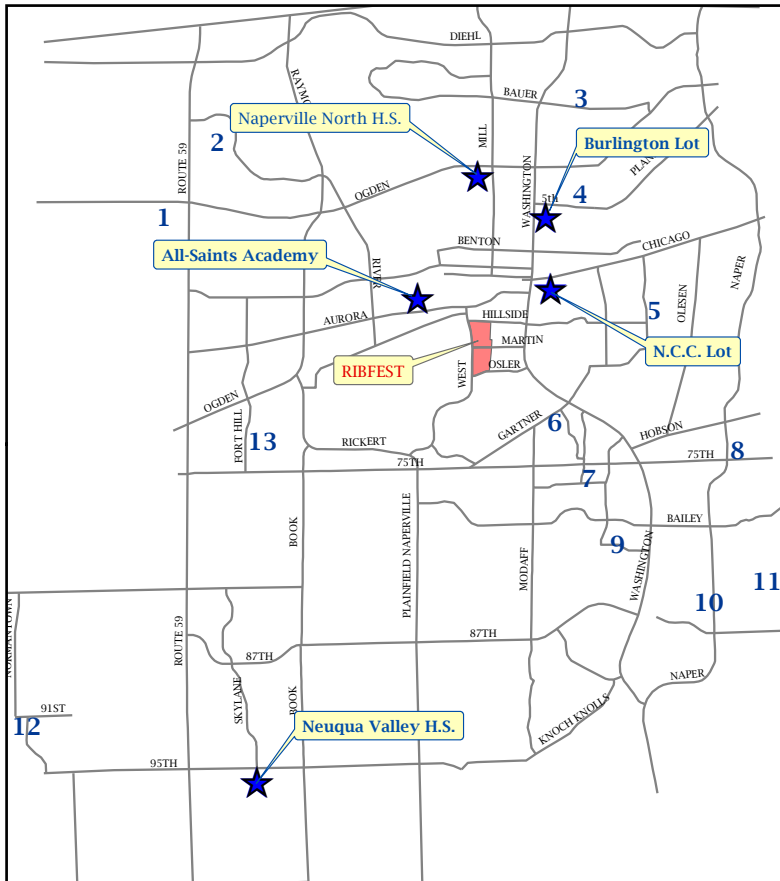 DIEHL
RAYMO
BAUER
3
Naperville North H.S.
MILL
Burlington Lot
2
ROUTE 59
PLAN
OGDEN
WASHINGTON
5th
4
1
BENTON
CHICAGO
All-Saints Academy
RIVER
NAPER
OLESEN
AURORA
HILLSIDE
5
MARTIN
N.C.C. Lot
RIBFEST
WEST
OSLER
OGDEN
GARTNER
6
HOBSON
FORT HILL
13
RICKERT
75TH
75TH
8
7
PLAINFIELD NAPERVILLE
BOOK
BAILEY
MODAFF
9
WASHINGTON
11
10
NORMANTOWN
ROUTE 59
87TH
87TH
NAPER
SKYLANE
BOOK
91ST
12
Neuqua Valley H.S.
KNOCH KNOLLS
95TH